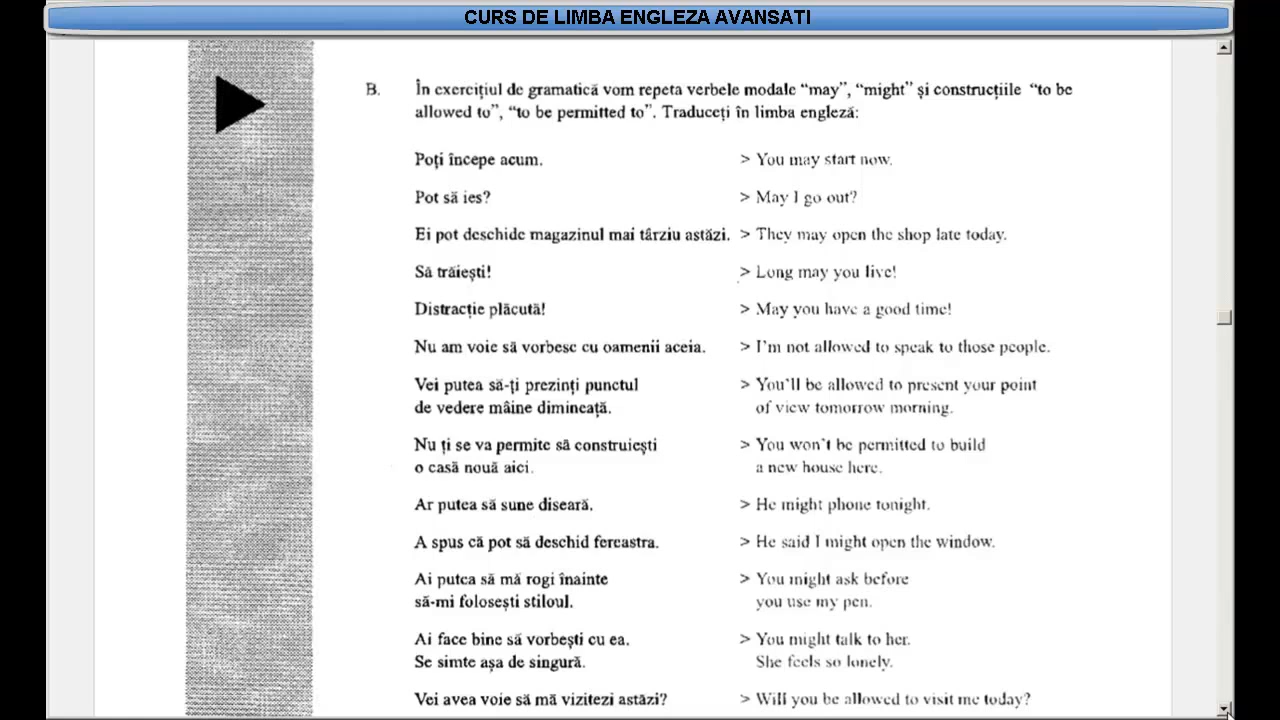 CURS DE LIMBA ENGLEZA AVANSATI
B. În exercițiul de gramatică vom repeta verbele modale “may”, “might” și construcțiile “to be
allowed to”, “to be permitted to”. Traduceți în limba engleză:
Poți începe acum. > You may start now.
Pot să ies? > May I go out?
Ei pot deschide magazinul mai târziu astăzi. > They may open the shop late today.
Să trăiești! > Long may you live!
Distracție plăcută! > May you have a good time!
Nu am voie să vorbesc cu oamenii aceia. > I'm not allowed to speak to those people.
Vei putea să-ți prezinți punctul > You'll be allowed to present your point
de vedere mâine dimineață. of view tomorrow morning.
Nu ți se va permite să construiești > You won't be permitted to build
o casă nouă aici. a new house here.
Ar putea să sune diseară. > He might phone tonight.
A spus că pot să deschid fereastra. > He said I might open the window.
Ai putea să mă rogi înainte > You might ask before
să-mi folosești stiloul. you use my pen.
Ai face bine să vorbești cu ea. > You might talk to her.
Se simte așa de singură. She feels so lonely.
Vei avea voie să mă vizitezi astăzi? > Will you be allowed to visit me today?